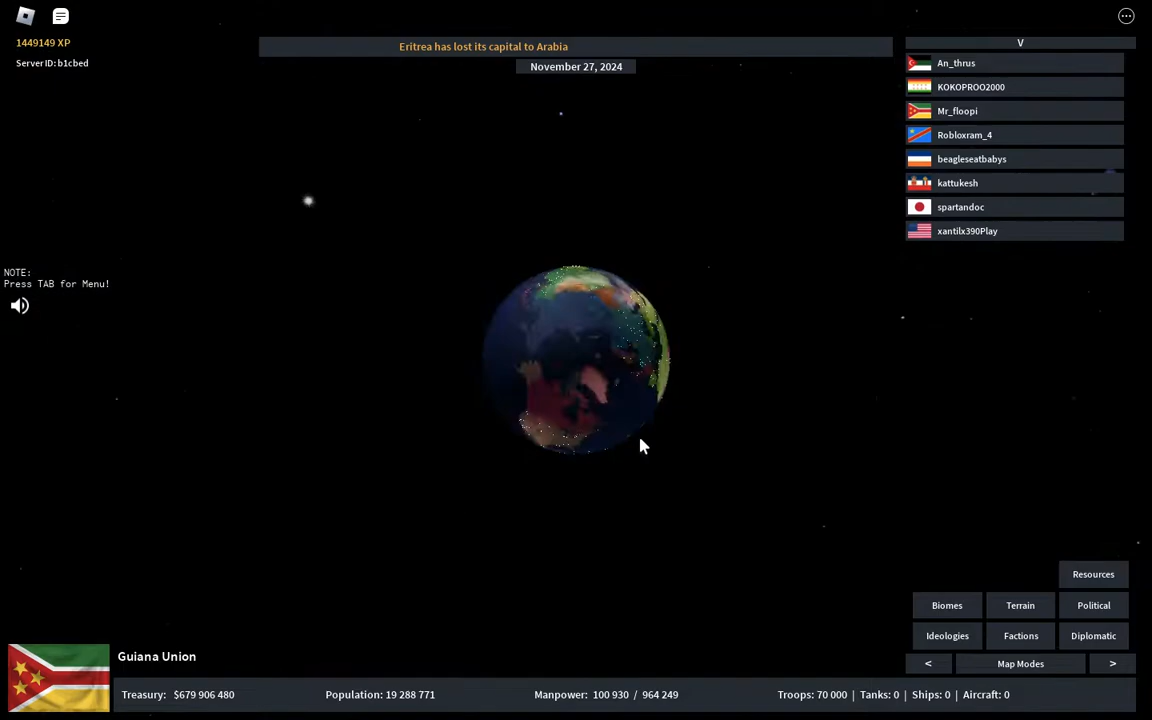 1449149 XP
Server ID: b1cbed
Eritrea has lost its capital to Arabia
November 27, 2024
V
An_thrus
KOKOPROO2000
Mr_floopi
Robloxram_4
beagleseatbabys
kattukesh
spartandoc
xantilx390Play
NOTE:
Press TAB for Menu!
Resources
Biomes Terrain Political
Ideologies Factions Diplomatic
< Map Modes >
Guiana Union
Treasury: $679 906 480 Population: 19 288 771 Manpower: 100 930 / 964 249 Troops: 70 000 | Tanks: 0 | Ships: 0 | Aircraft: 0